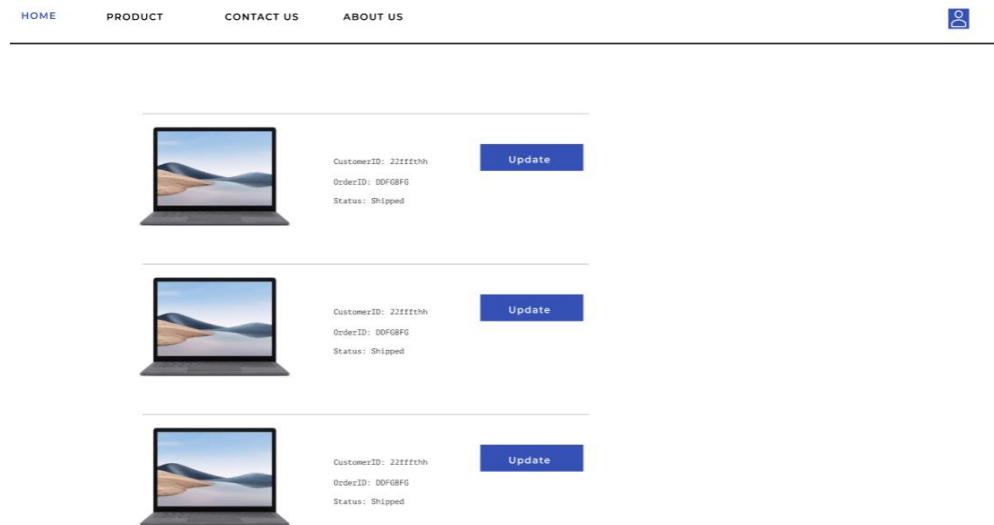 HOME PRODUCT CONTACT US ABOUT US
CustomerID: 22fffthh
Update
OrderID: DDFGBFG
Status: Shipped
CustomerID: 22fffthh
Update
OrderID: DDFGBFG
Status: Shipped
CustomerID: 22fffthh
Update
OrderID: DDFGBFG
Status: Shipped